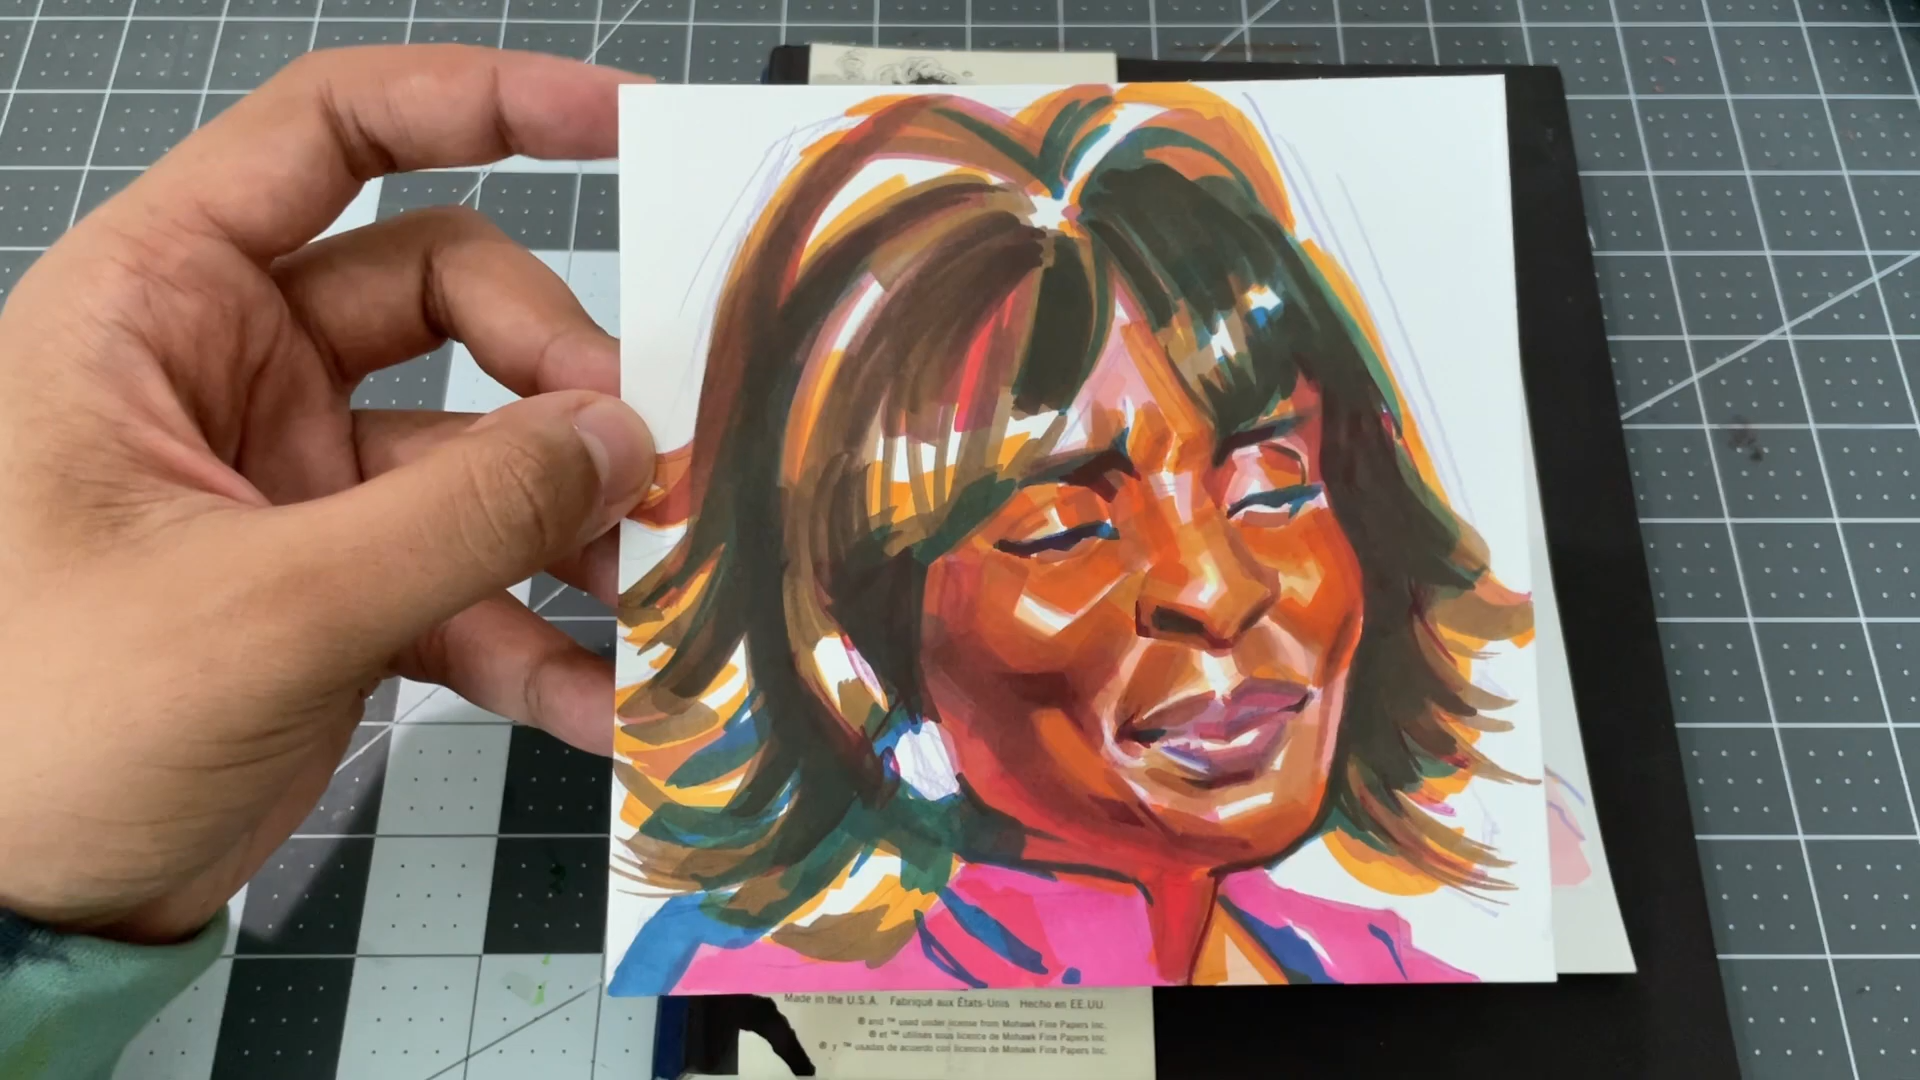 Made in the U.S.A. Fabriqué aux États-Unis Hecho en EE.UU.
® and ™ used under license from Mohawk Fine Papers Inc.
® et ™ utilisés sous licence de Mohawk Fine Papers Inc.
® y ™ usadas de acuerdo con licencia de Mohawk Fine Papers Inc.